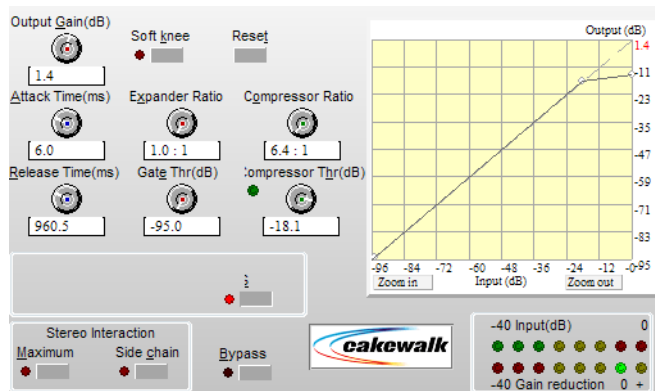 Output Gain(dB)
1.4
Soft knee
Reset
Attack Time(ms)
6.0
Expander Ratio
1.0 : 1
Compressor Ratio
6.4 : 1
Release Time(ms)
960.5
Gate Thr(dB)
-95.0
Compressor Thr(dB)
-18.1
Output (dB)
1.4
-11
-23
-35
-47
-59
-71
-83
-95
-96 -84 -72 -60 -48 -36 -24 -12 -0
Zoom in
Input (dB)
Zoom out
Stereo Interaction
Maximum
Side chain
Bypass
cakewalk
-40 Input(dB) 0
-40 Gain reduction 0 +